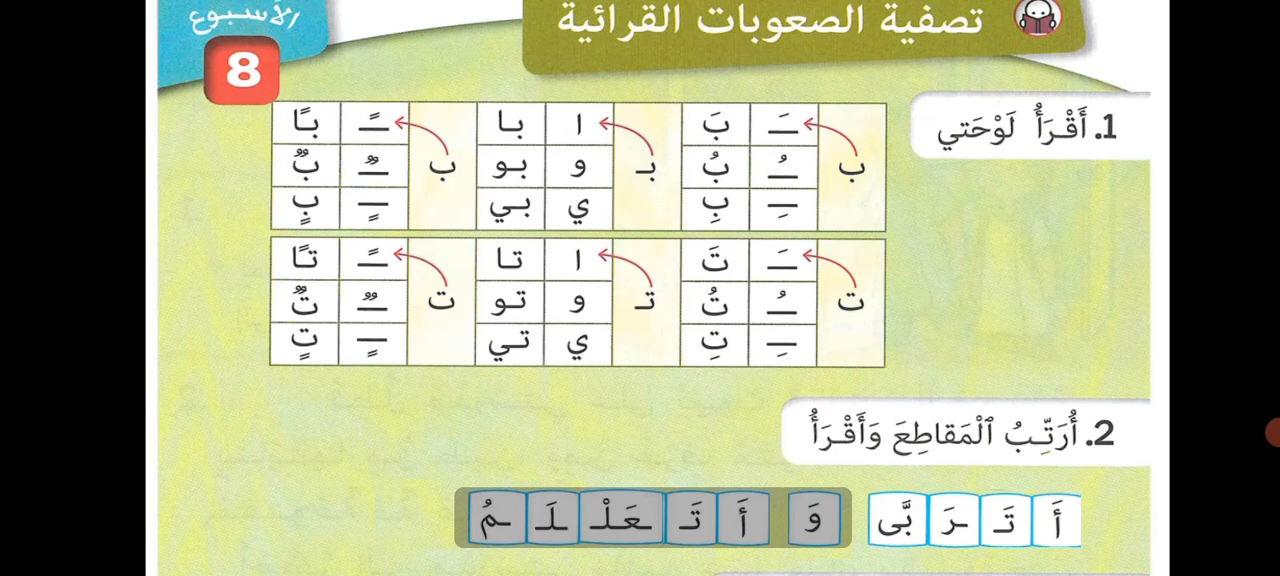 تصفية الصعوبات القرائية
الأسبوع
8
1. أَقْرَأُ لَوْحَتي
ب ـَ بَ بـ ا با ب ـً بًا
ـُ بُ و بو ـٌ بٌ
ـِ بِ ي بي ـٍ بٍ
ت ـَ تَ تـ ا تا ت ـً تًا
ـُ تُ و تو ـٌ تٌ
ـِ تِ ي تي ـٍ تٍ
2. أُرَتِّبُ ٱلْمَقاطِعَ وَأَقْرَأُ
أَ تَـ ـرَ بَّى وَ أَ تَـ ـعَلْـ ـلَـ ـمُ